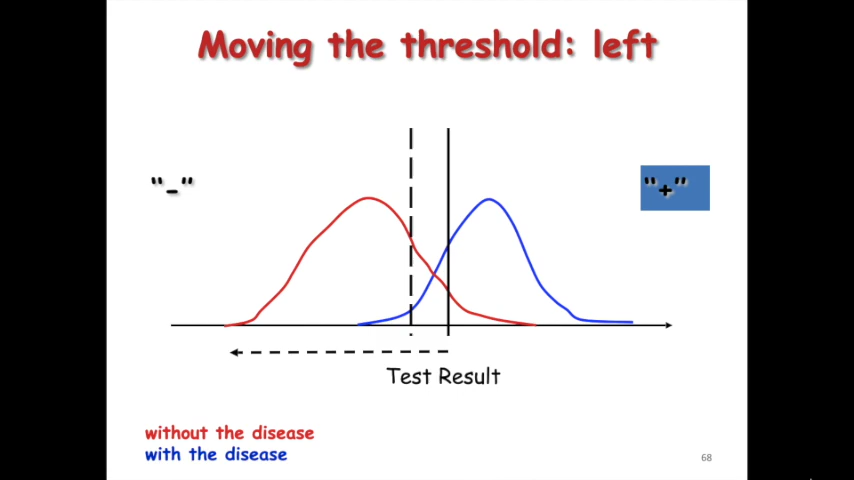 Moving the threshold: left
"-"
"+"
Test Result
without the disease
with the disease
68